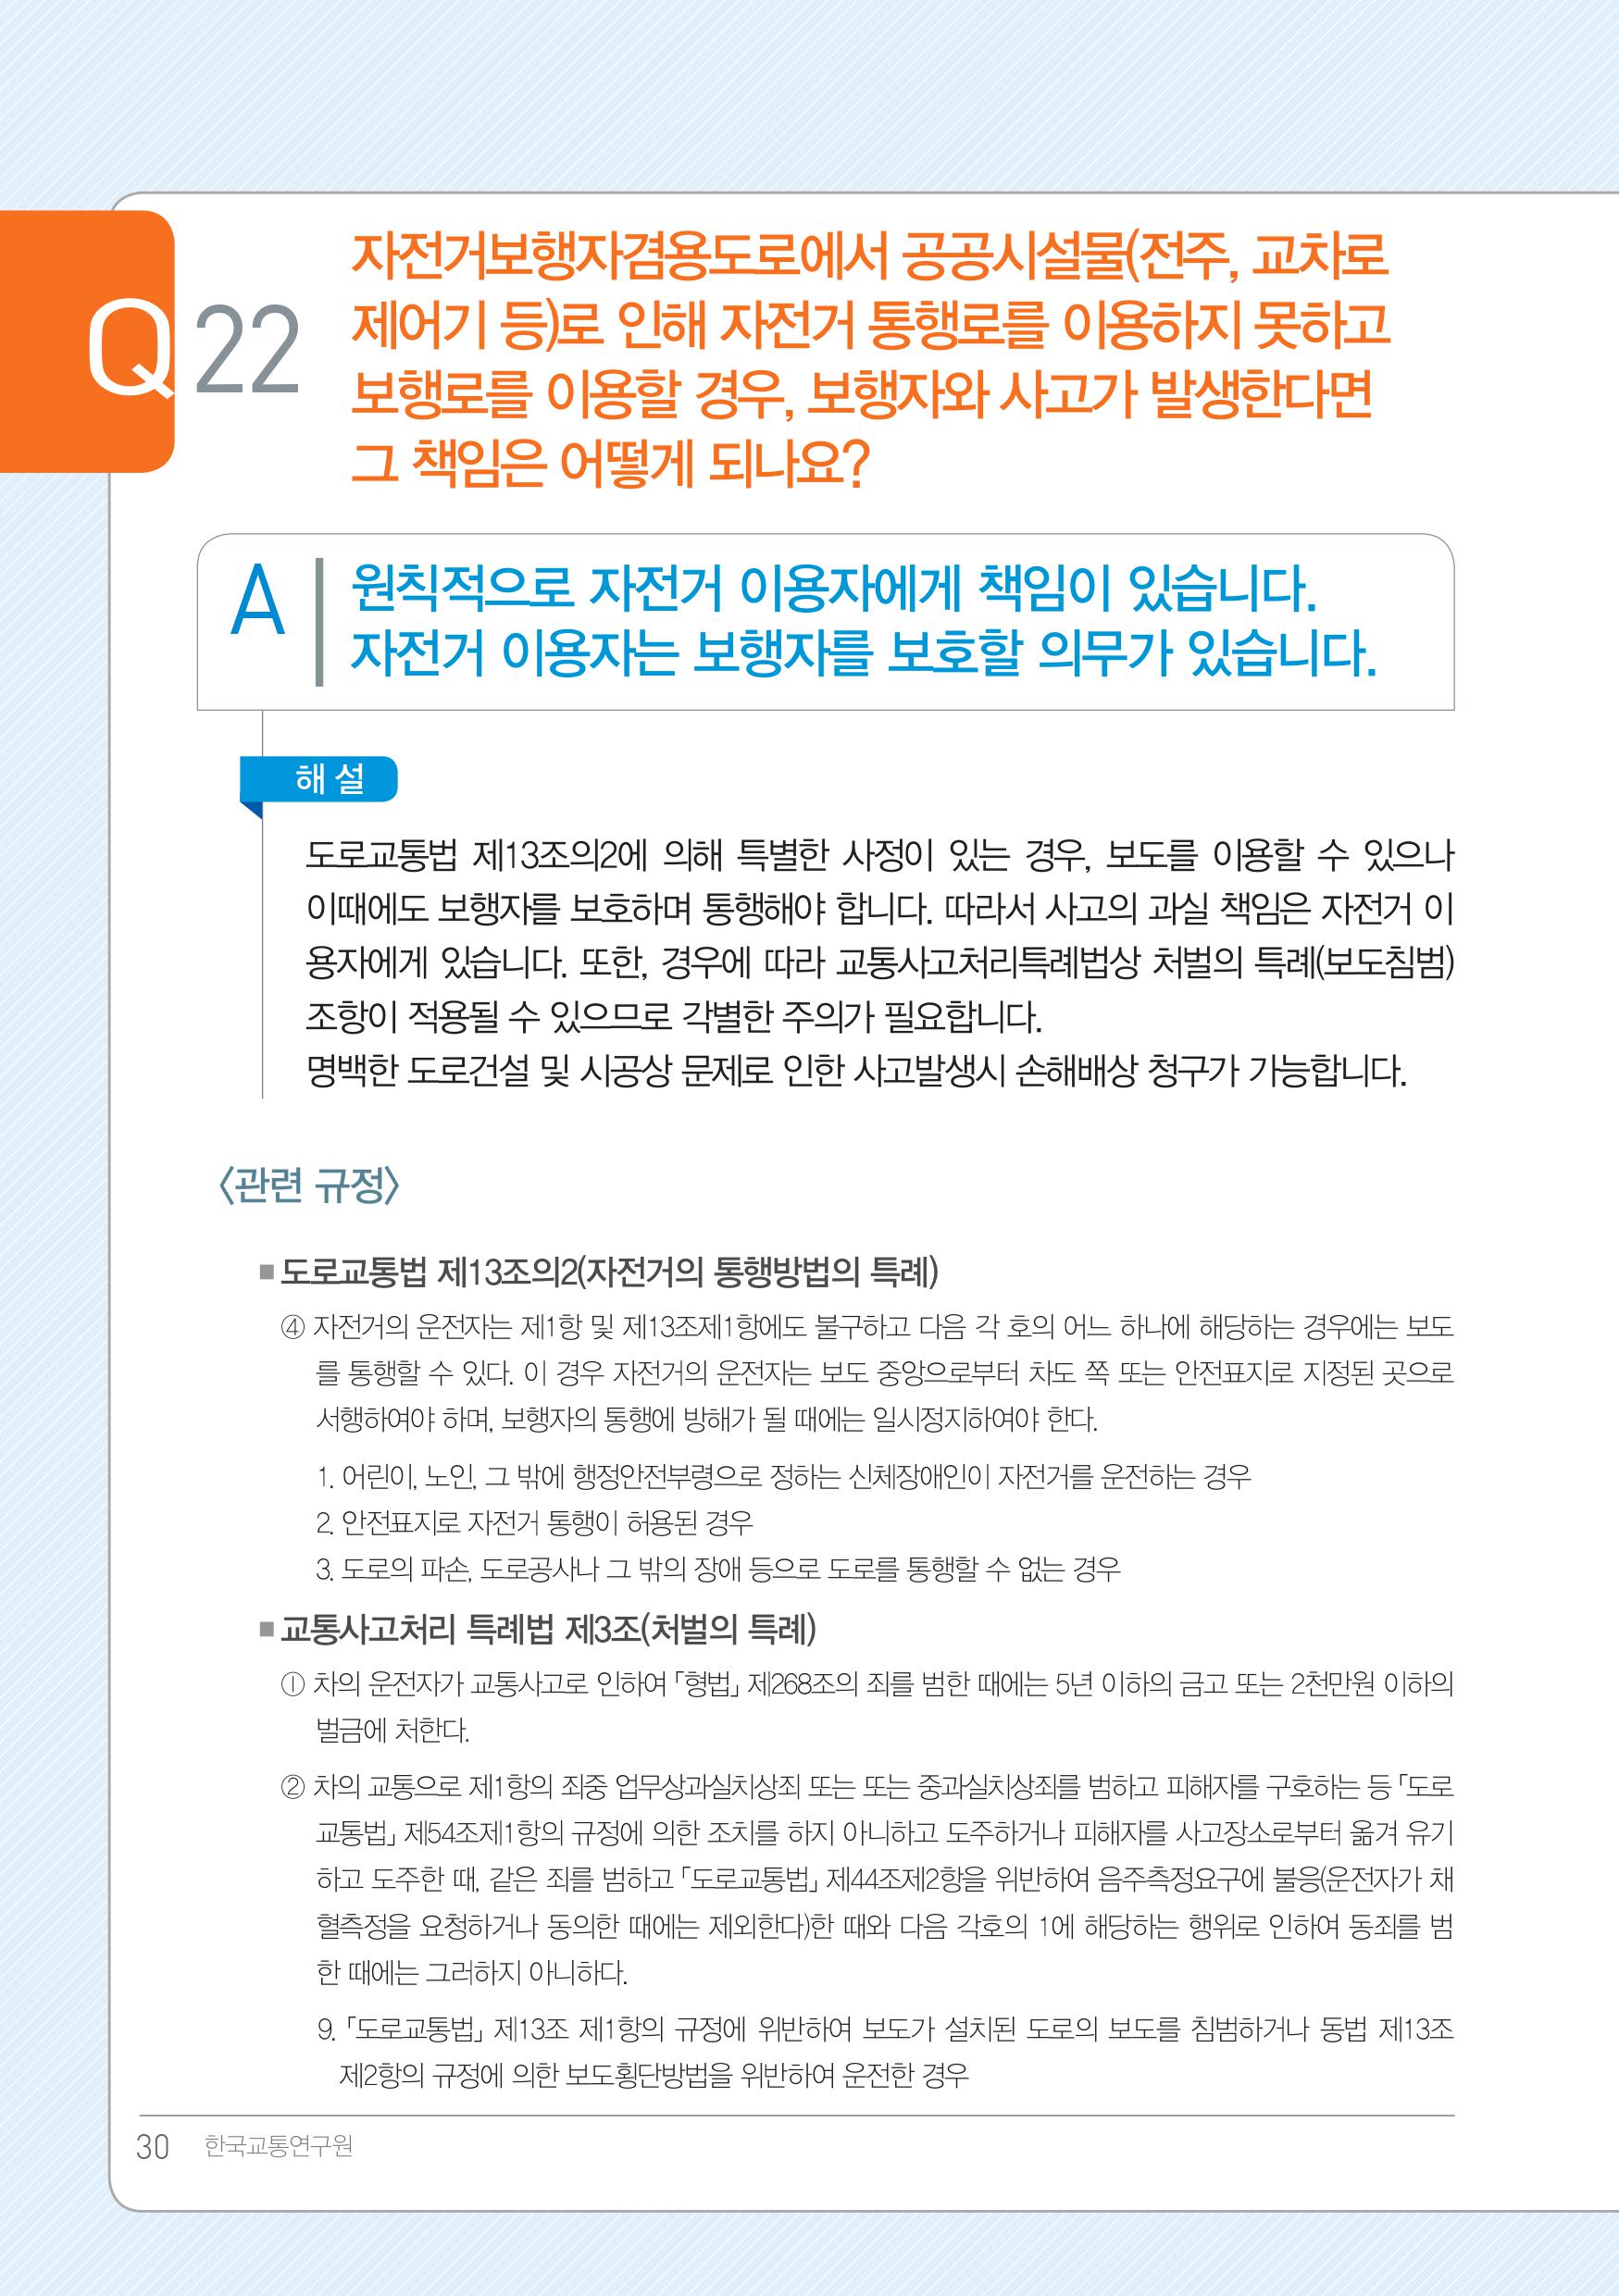 Q22
자전거보행자겸용도로에서 공공시설물(전주, 교차로
제어기 등)로 인해 자전거 통행로를 이용하지 못하고
보행로를 이용할 경우, 보행자와 사고가 발생한다면
그 책임은 어떻게 되나요?
A
원칙적으로 자전거 이용자에게 책임이 있습니다.
자전거 이용자는 보행자를 보호할 의무가 있습니다.
해 설
도로교통법 제13조의2에 의해 특별한 사정이 있는 경우, 보도를 이용할 수 있으나
이때에도 보행자를 보호하며 통행해야 합니다. 따라서 사고의 과실 책임은 자전거 이
용자에게 있습니다. 또한, 경우에 따라 교통사고처리특례법상 처벌의 특례(보도침범)
조항이 적용될 수 있으므로 각별한 주의가 필요합니다.
명백한 도로건설 및 시공상 문제로 인한 사고발생시 손해배상 청구가 가능합니다.
〈관련 규정〉
■ 도로교통법 제13조의2(자전거의 통행방법의 특례)
④ 자전거의 운전자는 제1항 및 제13조제1항에도 불구하고 다음 각 호의 어느 하나에 해당하는 경우에는 보도
를 통행할 수 있다. 이 경우 자전거의 운전자는 보도 중앙으로부터 차도 쪽 또는 안전표지로 지정된 곳으로
서행하여야 하며, 보행자의 통행에 방해가 될 때에는 일시정지하여야 한다.
1. 어린이, 노인, 그 밖에 행정안전부령으로 정하는 신체장애인이 자전거를 운전하는 경우
2. 안전표지로 자전거 통행이 허용된 경우
3. 도로의 파손, 도로공사나 그 밖의 장애 등으로 도로를 통행할 수 없는 경우
■ 교통사고처리 특례법 제3조(처벌의 특례)
① 차의 운전자가 교통사고로 인하여 「형법」 제268조의 죄를 범한 때에는 5년 이하의 금고 또는 2천만원 이하의
벌금에 처한다.
② 차의 교통으로 제1항의 죄중 업무상과실치상죄 또는 또는 중과실치상죄를 범하고 피해자를 구호하는 등 「도로
교통법」 제54조제1항의 규정에 의한 조치를 하지 아니하고 도주하거나 피해자를 사고장소로부터 옮겨 유기
하고 도주한 때, 같은 죄를 범하고 「도로교통법」 제44조제2항을 위반하여 음주측정요구에 불응(운전자가 채
혈측정을 요청하거나 동의한 때에는 제외한다)한 때와 다음 각호의 1에 해당하는 행위로 인하여 동죄를 범
한 때에는 그러하지 아니하다.
9. 「도로교통법」 제13조 제1항의 규정에 위반하여 보도가 설치된 도로의 보도를 침범하거나 동법 제13조
제2항의 규정에 의한 보도횡단방법을 위반하여 운전한 경우
30 한국교통연구원